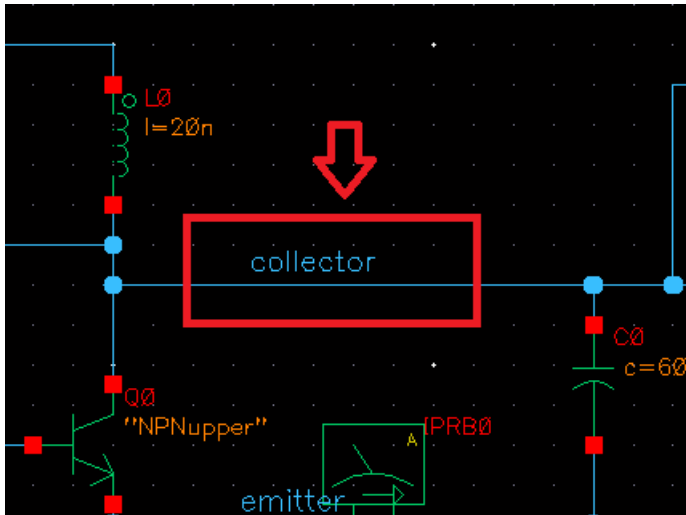 L0
l=20n
collector
C0
c=60
Q0
"NPNupper"
IPRB0
A
emitter